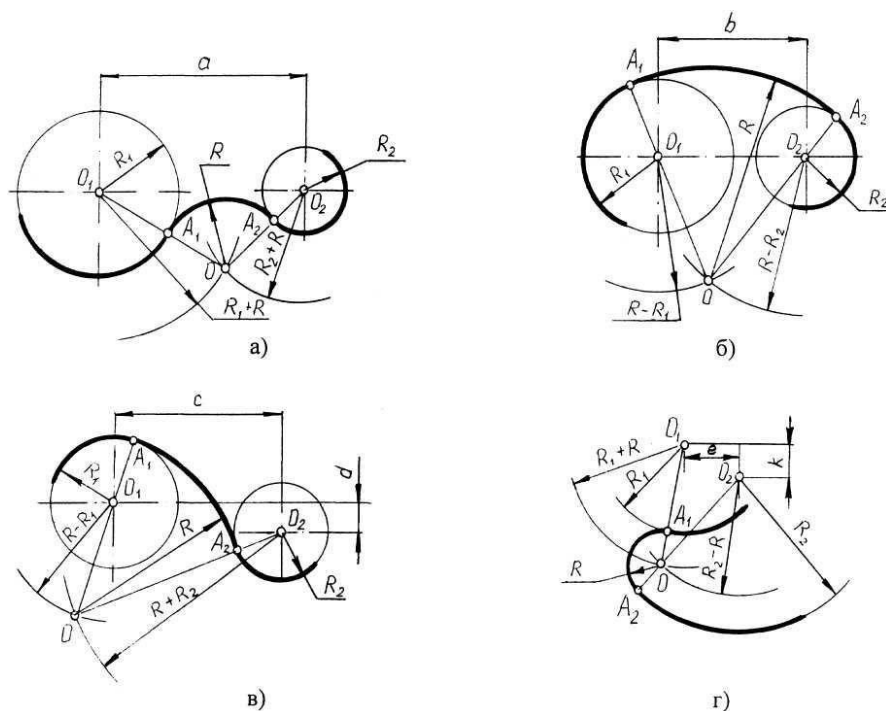 a
R₁
R
R₂
O₁
O₂
A₁
A₂
O
R₂+R
R₁+R
а)
b
A₁
A₂
R
O₁
O₂
R₁
R₂
R–R₂
O
R–R₁
б)
c
A₁
R₁
O₁
d
R–R₁
R
A₂
O₂
R+R₂
R₂
O
в)
O₁
e
k
R₁+R
R₁
O₂
A₁
R₂
R
O
R₂–R
A₂
г)